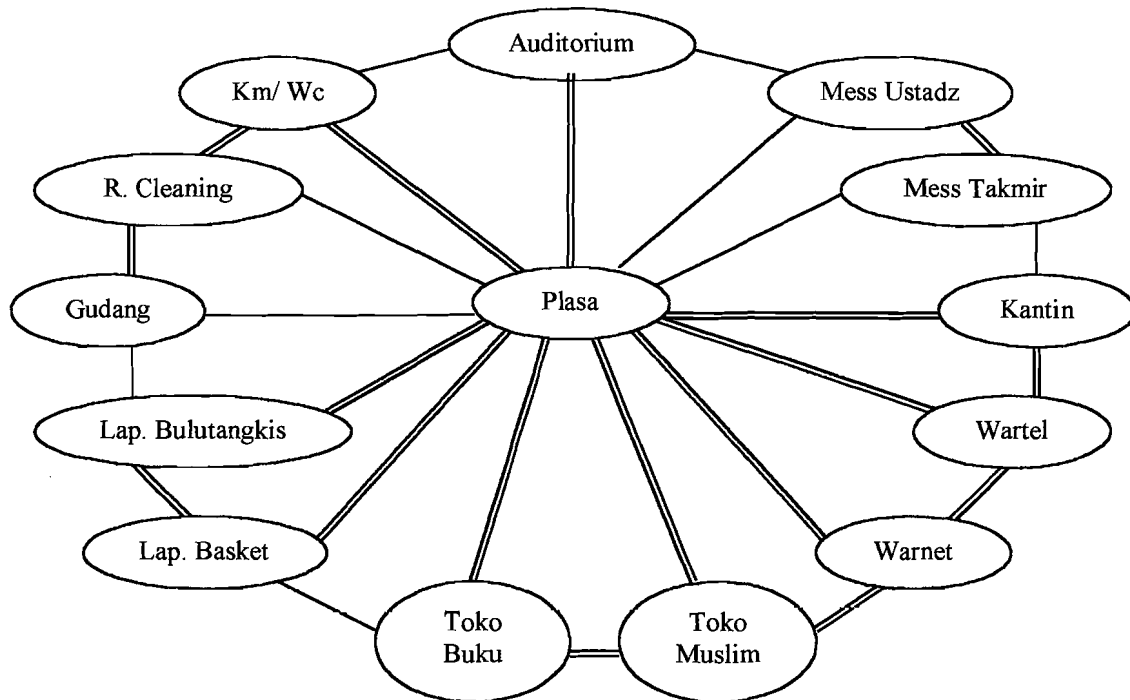 Auditorium
Km/ Wc
Mess Ustadz
R. Cleaning
Mess Takmir
Gudang
Plasa
Kantin
Lap. Bulutangkis
Wartel
Lap. Basket
Warnet
Toko
Buku
Toko
Muslim